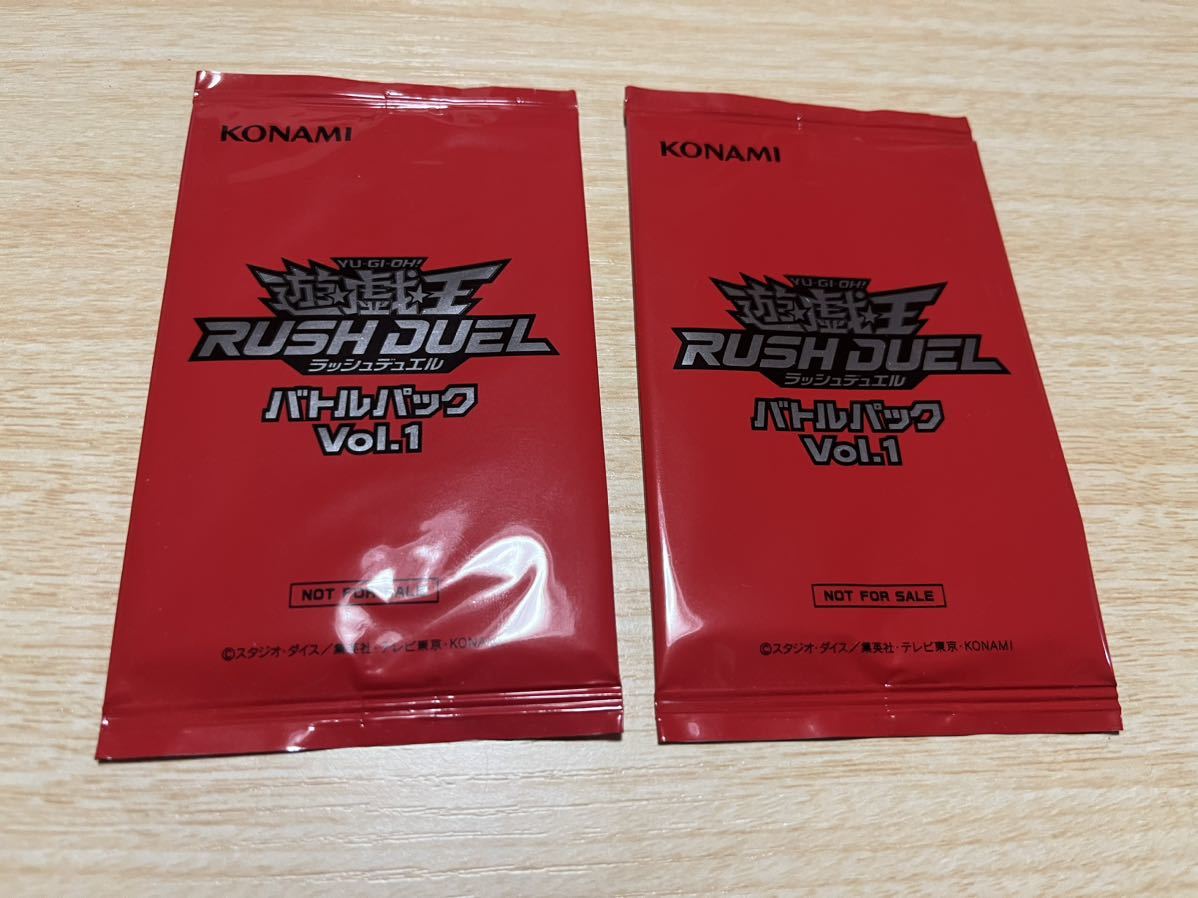 KONAMI
YU-GI-OH!
遊☆戯☆王
RUSH DUEL
ラッシュデュエル
バトルパック
Vol.1
NOT FOR SALE
©スタジオ・ダイス/集英社・テレビ東京・KONAMI
KONAMI
YU-GI-OH!
遊☆戯☆王
RUSH DUEL
ラッシュデュエル
バトルパック
Vol.1
NOT FOR SALE
©スタジオ・ダイス/集英社・テレビ東京・KONAMI